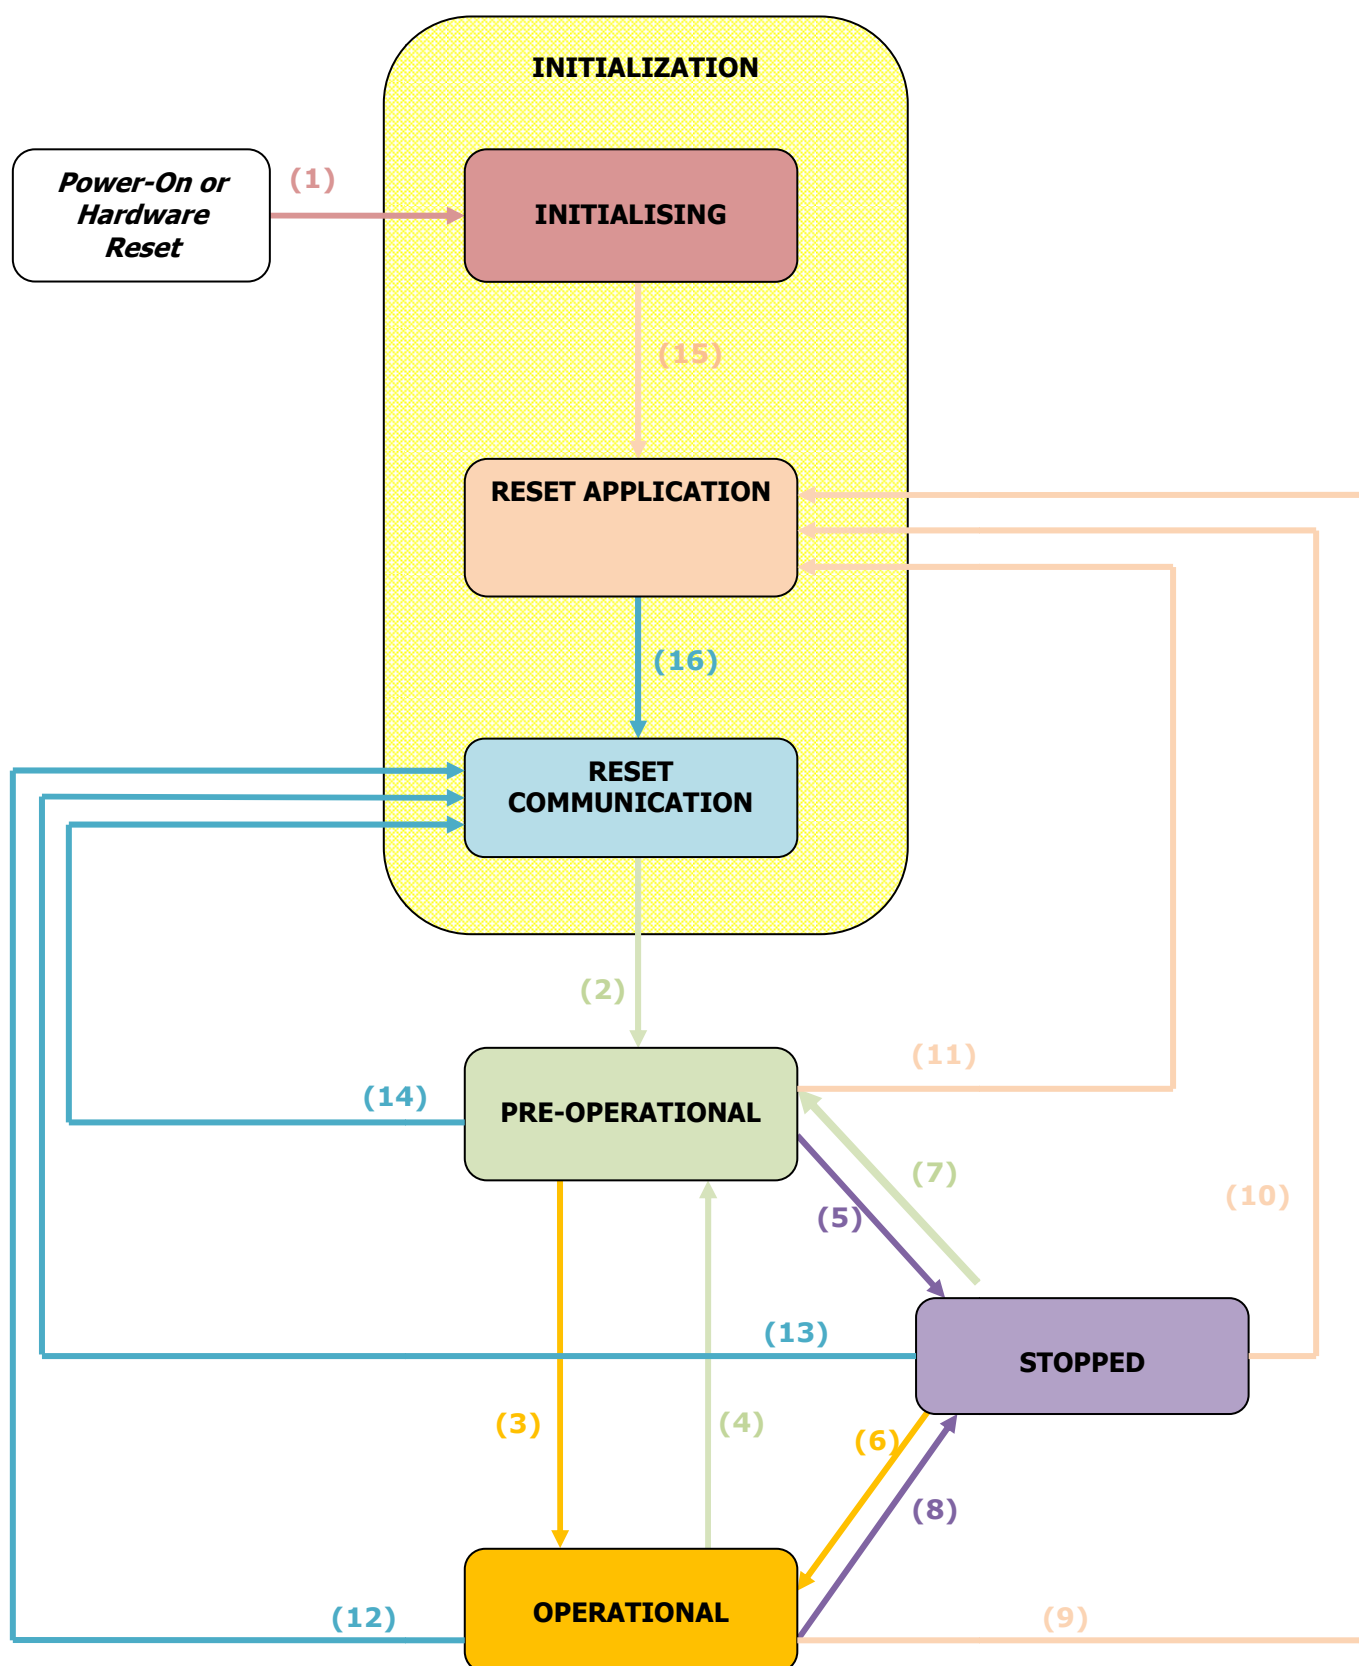 INITIALIZATION
Power-On or
Hardware
Reset
(1)
INITIALISING
(15)
RESET APPLICATION
(16)
RESET
COMMUNICATION
(2)
(11)
(14)
PRE-OPERATIONAL
(7)
(5)
(10)
(13)
STOPPED
(3)
(4)
(6)
(8)
(12)
OPERATIONAL
(9)